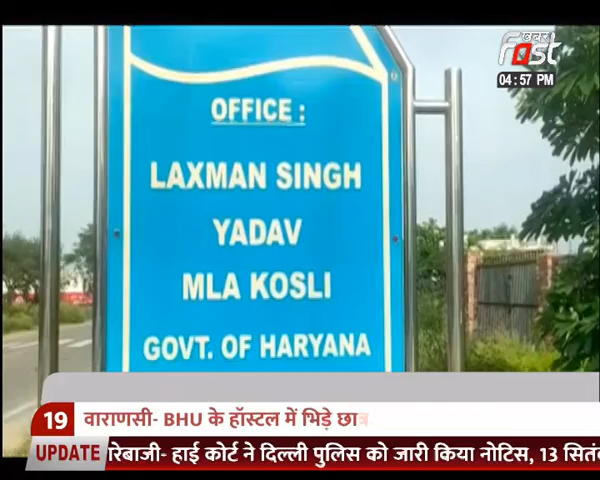 खबरें
Fast
04:57 PM
OFFICE :
LAXMAN SINGH
YADAV
MLA KOSLI
GOVT. OF HARYANA
19 वाराणसी- BHU के हॉस्टल में भिड़े
UPDATE रेबाजी- हाई कोर्ट ने दिल्ली पुलिस को जारी किया नोटिस, 13